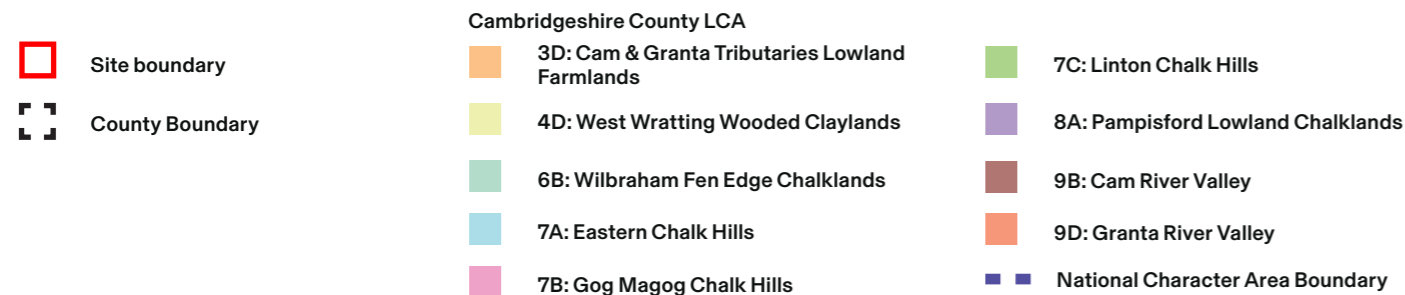 Site boundary
County Boundary
Cambridgeshire County LCA
3D: Cam & Granta Tributaries Lowland
Farmlands
4D: West Wratting Wooded Claylands
6B: Wilbraham Fen Edge Chalklands
7A: Eastern Chalk Hills
7B: Gog Magog Chalk Hills
7C: Linton Chalk Hills
8A: Pampisford Lowland Chalklands
9B: Cam River Valley
9D: Granta River Valley
National Character Area Boundary